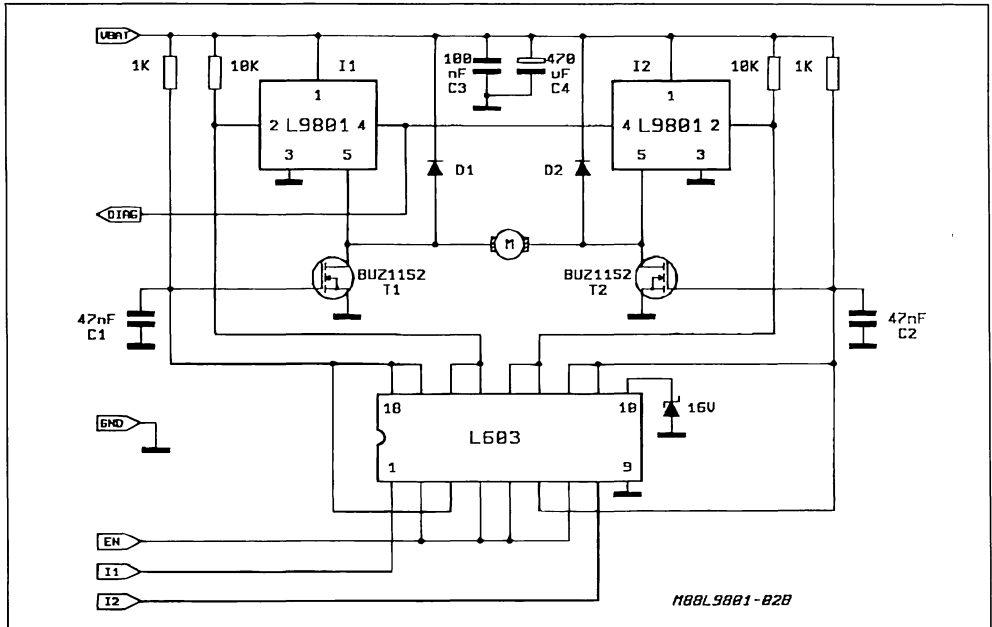 VBAT
1K
10K
I1
100
nF
C3
470
uF
C4
I2
10K
1K
1
2 L9801 4
3 5
1
4 L9801 2
5 3
D1
D2
DIAG
M
BUZ11S2
T1
BUZ11S2
T2
47nF
C1
47nF
C2
18
10
16V
GND
L603
1
9
EN
I1
I2
M88L9801-02B